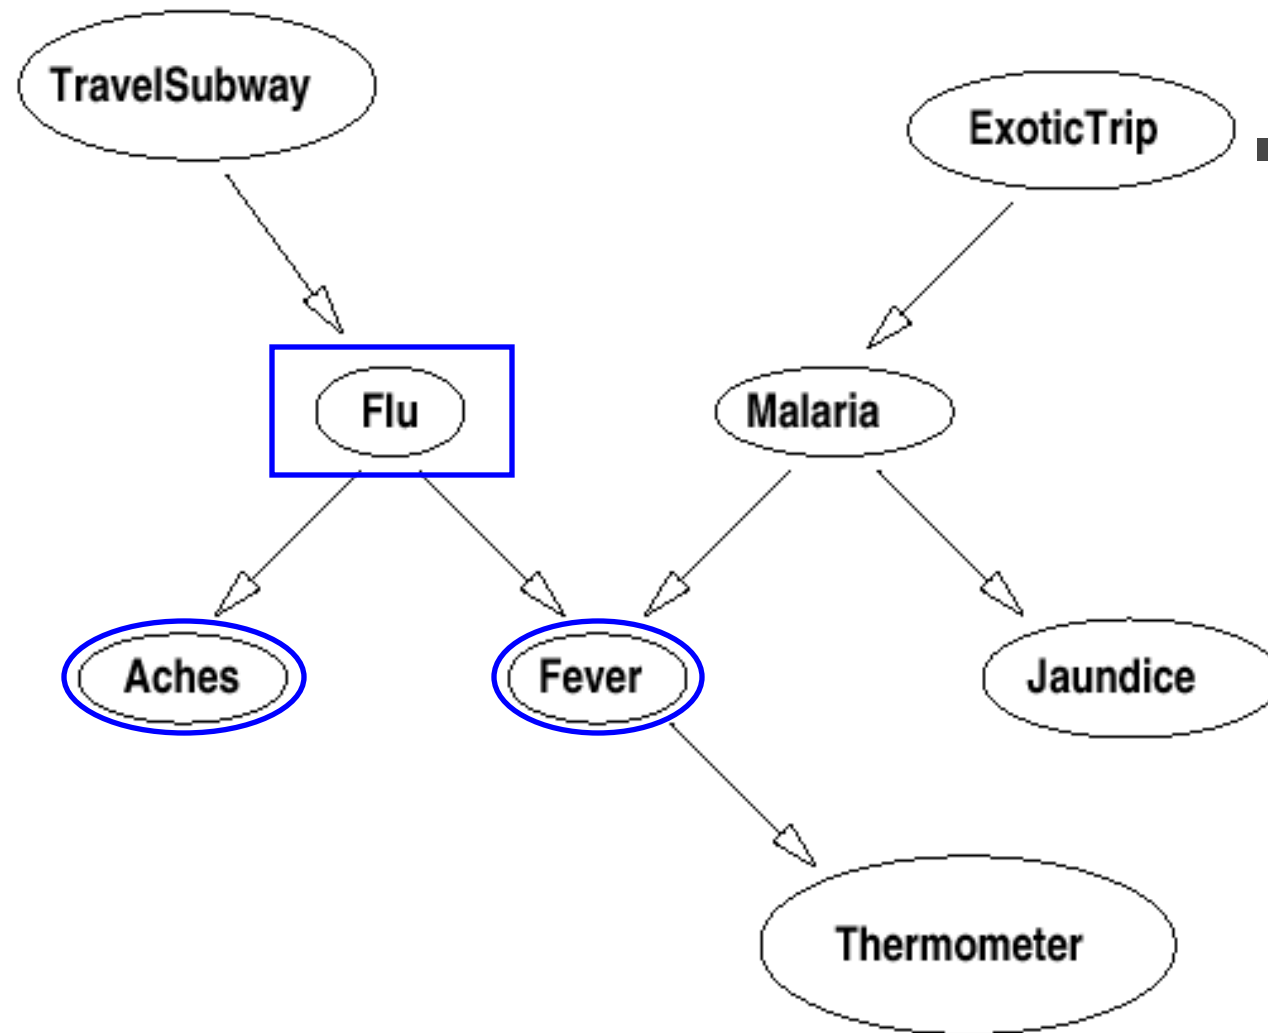 TravelSubway
ExoticTrip
Flu
Malaria
Aches
Fever
Jaundice
Thermometer